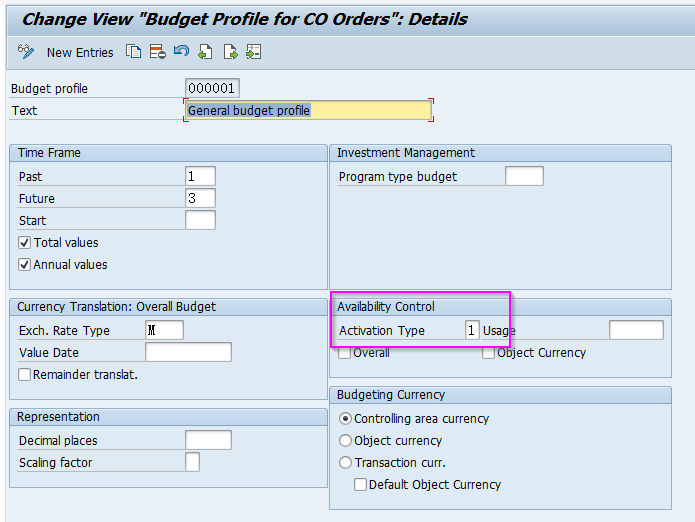 Change View "Budget Profile for CO Orders": Details
New Entries
Budget profile 000001
Text General budget profile
Time Frame
Past 1
Future 3
Start
Total values
Annual values
Investment Management
Program type budget
Currency Translation: Overall Budget
Exch. Rate Type M
Value Date
Remainder translat.
Availability Control
Activation Type 1 Usage
Overall Object Currency
Representation
Decimal places
Scaling factor
Budgeting Currency
Controlling area currency
Object currency
Transaction curr.
Default Object Currency